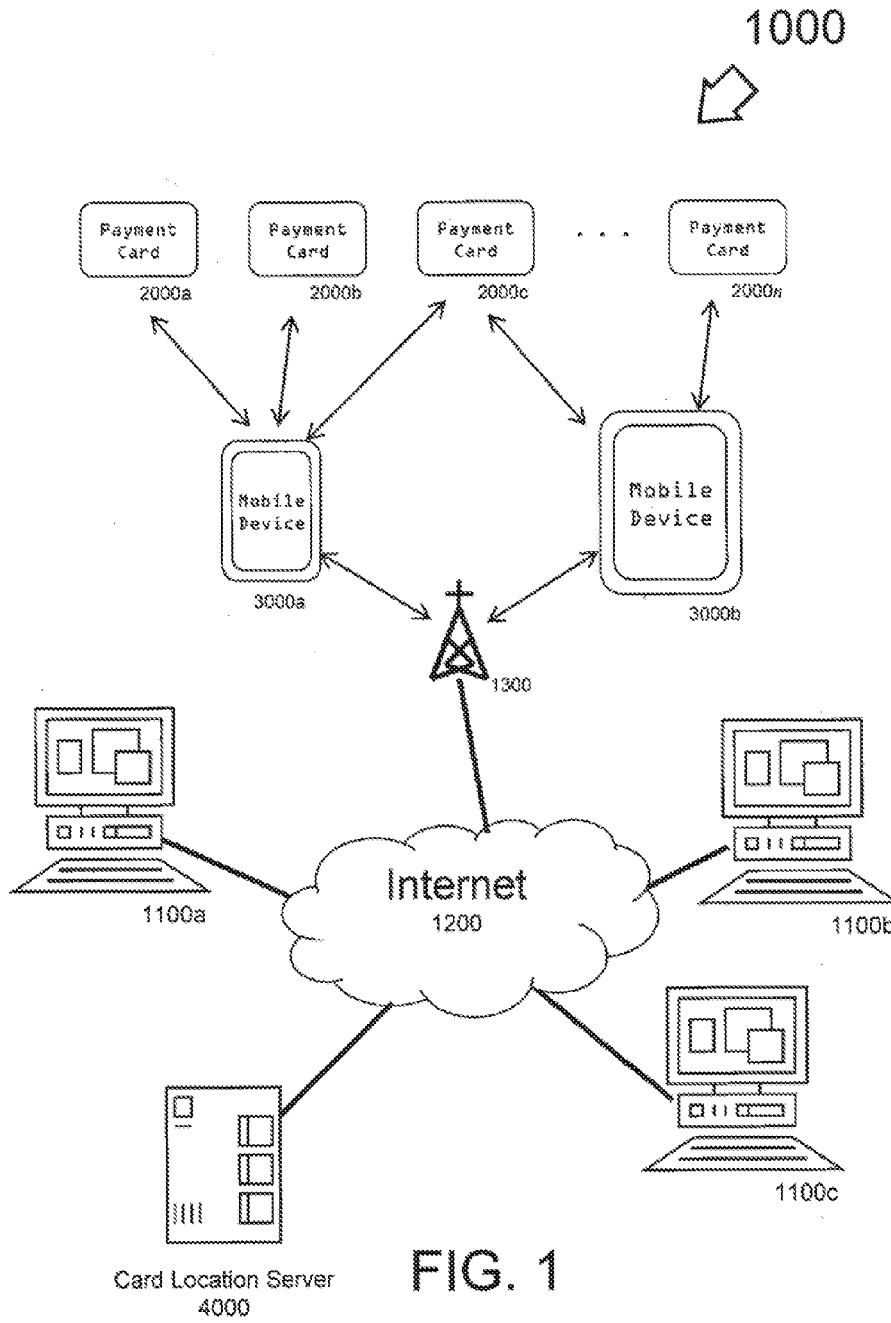 1000
Payment
Card
2000a
Payment
Card
2000b
Payment
Card
2000c
. . .
Payment
Card
2000n
Mobile
Device
3000a
Mobile
Device
3000b
1300
1100a
Internet
1200
1100b
1100c
Card Location Server
4000
FIG. 1